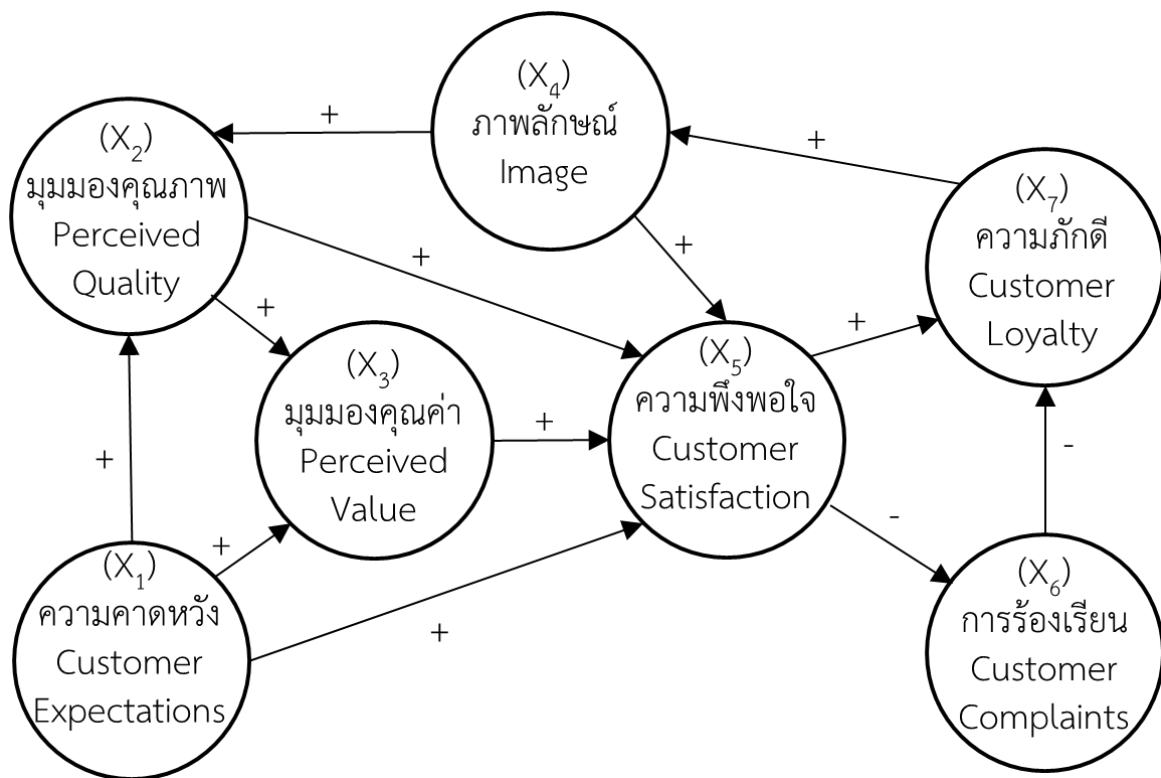 (X₄)
ภาพลักษณ์
Image
(X₂)
มุมมองคุณภาพ
Perceived
Quality
(X₇)
ความภักดี
Customer
Loyalty
(X₃)
มุมมองคุณค่า
Perceived
Value
(X₅)
ความพึงพอใจ
Customer
Satisfaction
(X₁)
ความคาดหวัง
Customer
Expectations
(X₆)
การร้องเรียน
Customer
Complaints
+
+
+
+
+
+
+
+
+
+
-
-